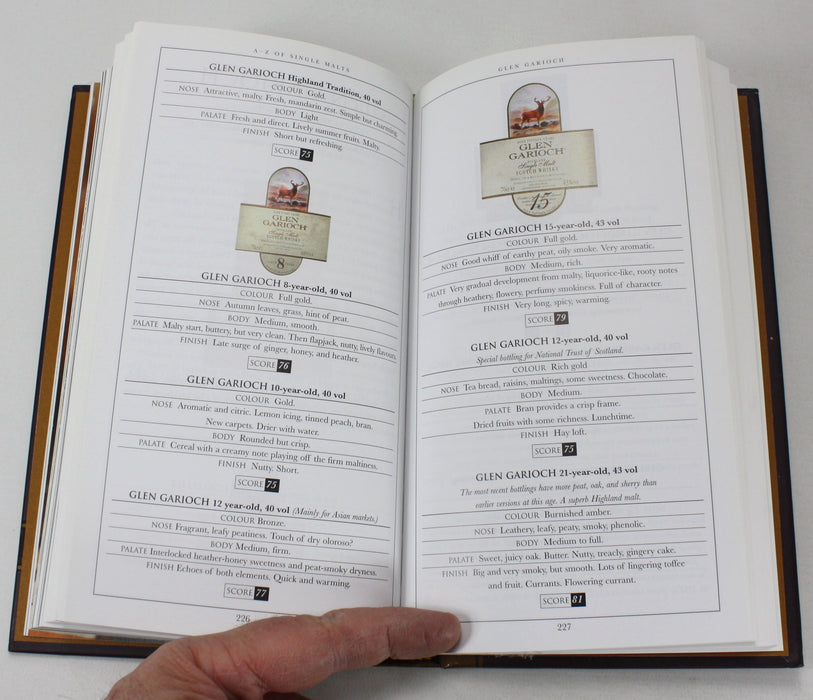 A–Z OF SINGLE MALTS
GLEN GARIOCH Highland Tradition, 40 vol
COLOUR Gold.
NOSE Attractive, malty. Fresh, mandarin zest. Simple but charming.
BODY Light
PALATE Fresh and direct. Lively summer fruits. Malty.
FINISH Short but refreshing.
SCORE 75
GLEN
GARIOCH
Single Malt
SCOTCH WHISKY
8
GLEN GARIOCH 8-year-old, 40 vol
COLOUR Full gold.
NOSE Autumn leaves, grass, hint of peat.
BODY Medium, smooth.
PALATE Malty start, buttery, but very clean. Then flapjack, nutty, lively flavours.
FINISH Late surge of ginger, honey, and heather.
SCORE 76
GLEN GARIOCH 10-year-old, 40 vol
COLOUR Gold.
NOSE Aromatic and citric. Lemon icing, tinned peach, bran.
New carpets. Drier with water.
BODY Rounded but crisp.
PALATE Cereal with a creamy note playing off the firm maltiness.
FINISH Nutty. Short.
SCORE 75
GLEN GARIOCH 12 year-old, 40 vol (Mainly for Asian markets.)
COLOUR Bronze.
NOSE Fragrant, leafy peatiness. Touch of dry oloroso?
BODY Medium, firm.
PALATE Interlocked heather-honey sweetness and peat-smoky dryness.
FINISH Echoes of both elements. Quick and warming.
SCORE 77
226
GLEN GARIOCH
GLEN
GARIOCH
Single Malt
SCOTCH WHISKY
70cl
15
GLEN GARIOCH 15-year-old, 43 vol
COLOUR Full gold.
NOSE Good whiff of earthy peat, oily smoke. Very aromatic.
BODY Medium, rich.
PALATE Very gradual development from malty, liquorice-like, rooty notes
through heathery, flowery, perfumy smokiness. Full of character.
FINISH Very long, spicy, warming.
SCORE 79
GLEN GARIOCH 12-year-old, 40 vol
Special bottling for National Trust of Scotland.
COLOUR Rich gold
NOSE Tea bread, raisins, maltings, some sweetness. Chocolate.
BODY Medium.
PALATE Bran provides a crisp frame.
Dried fruits with some richness. Lunchtime.
FINISH Hay loft.
SCORE 75
GLEN GARIOCH 21-year-old, 43 vol
The most recent bottlings have more peat, oak, and sherry than
earlier versions at this age. A superb Highland malt.
COLOUR Burnished amber.
NOSE Leathery, leafy, peaty, smoky, phenolic.
BODY Medium to full.
PALATE Sweet, juicy oak. Butter. Nutty, treacly, gingery cake.
FINISH Big and very smoky, but smooth. Lots of lingering toffee
and fruit. Currants. Flowering currant.
SCORE 81
227